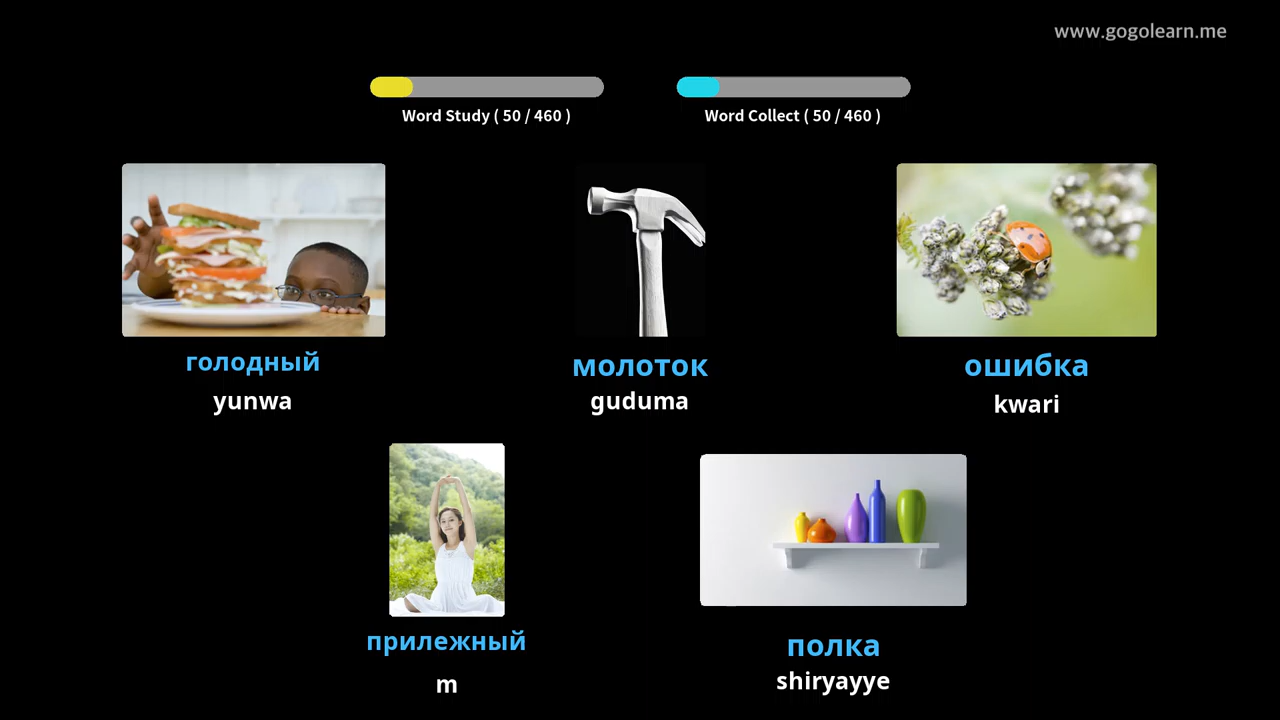 www.gogolearn.me
Word Study ( 50 / 460 )
Word Collect ( 50 / 460 )
голодный
yunwa
молоток
guduma
ошибка
kwari
прилежный
m
полка
shiryayye